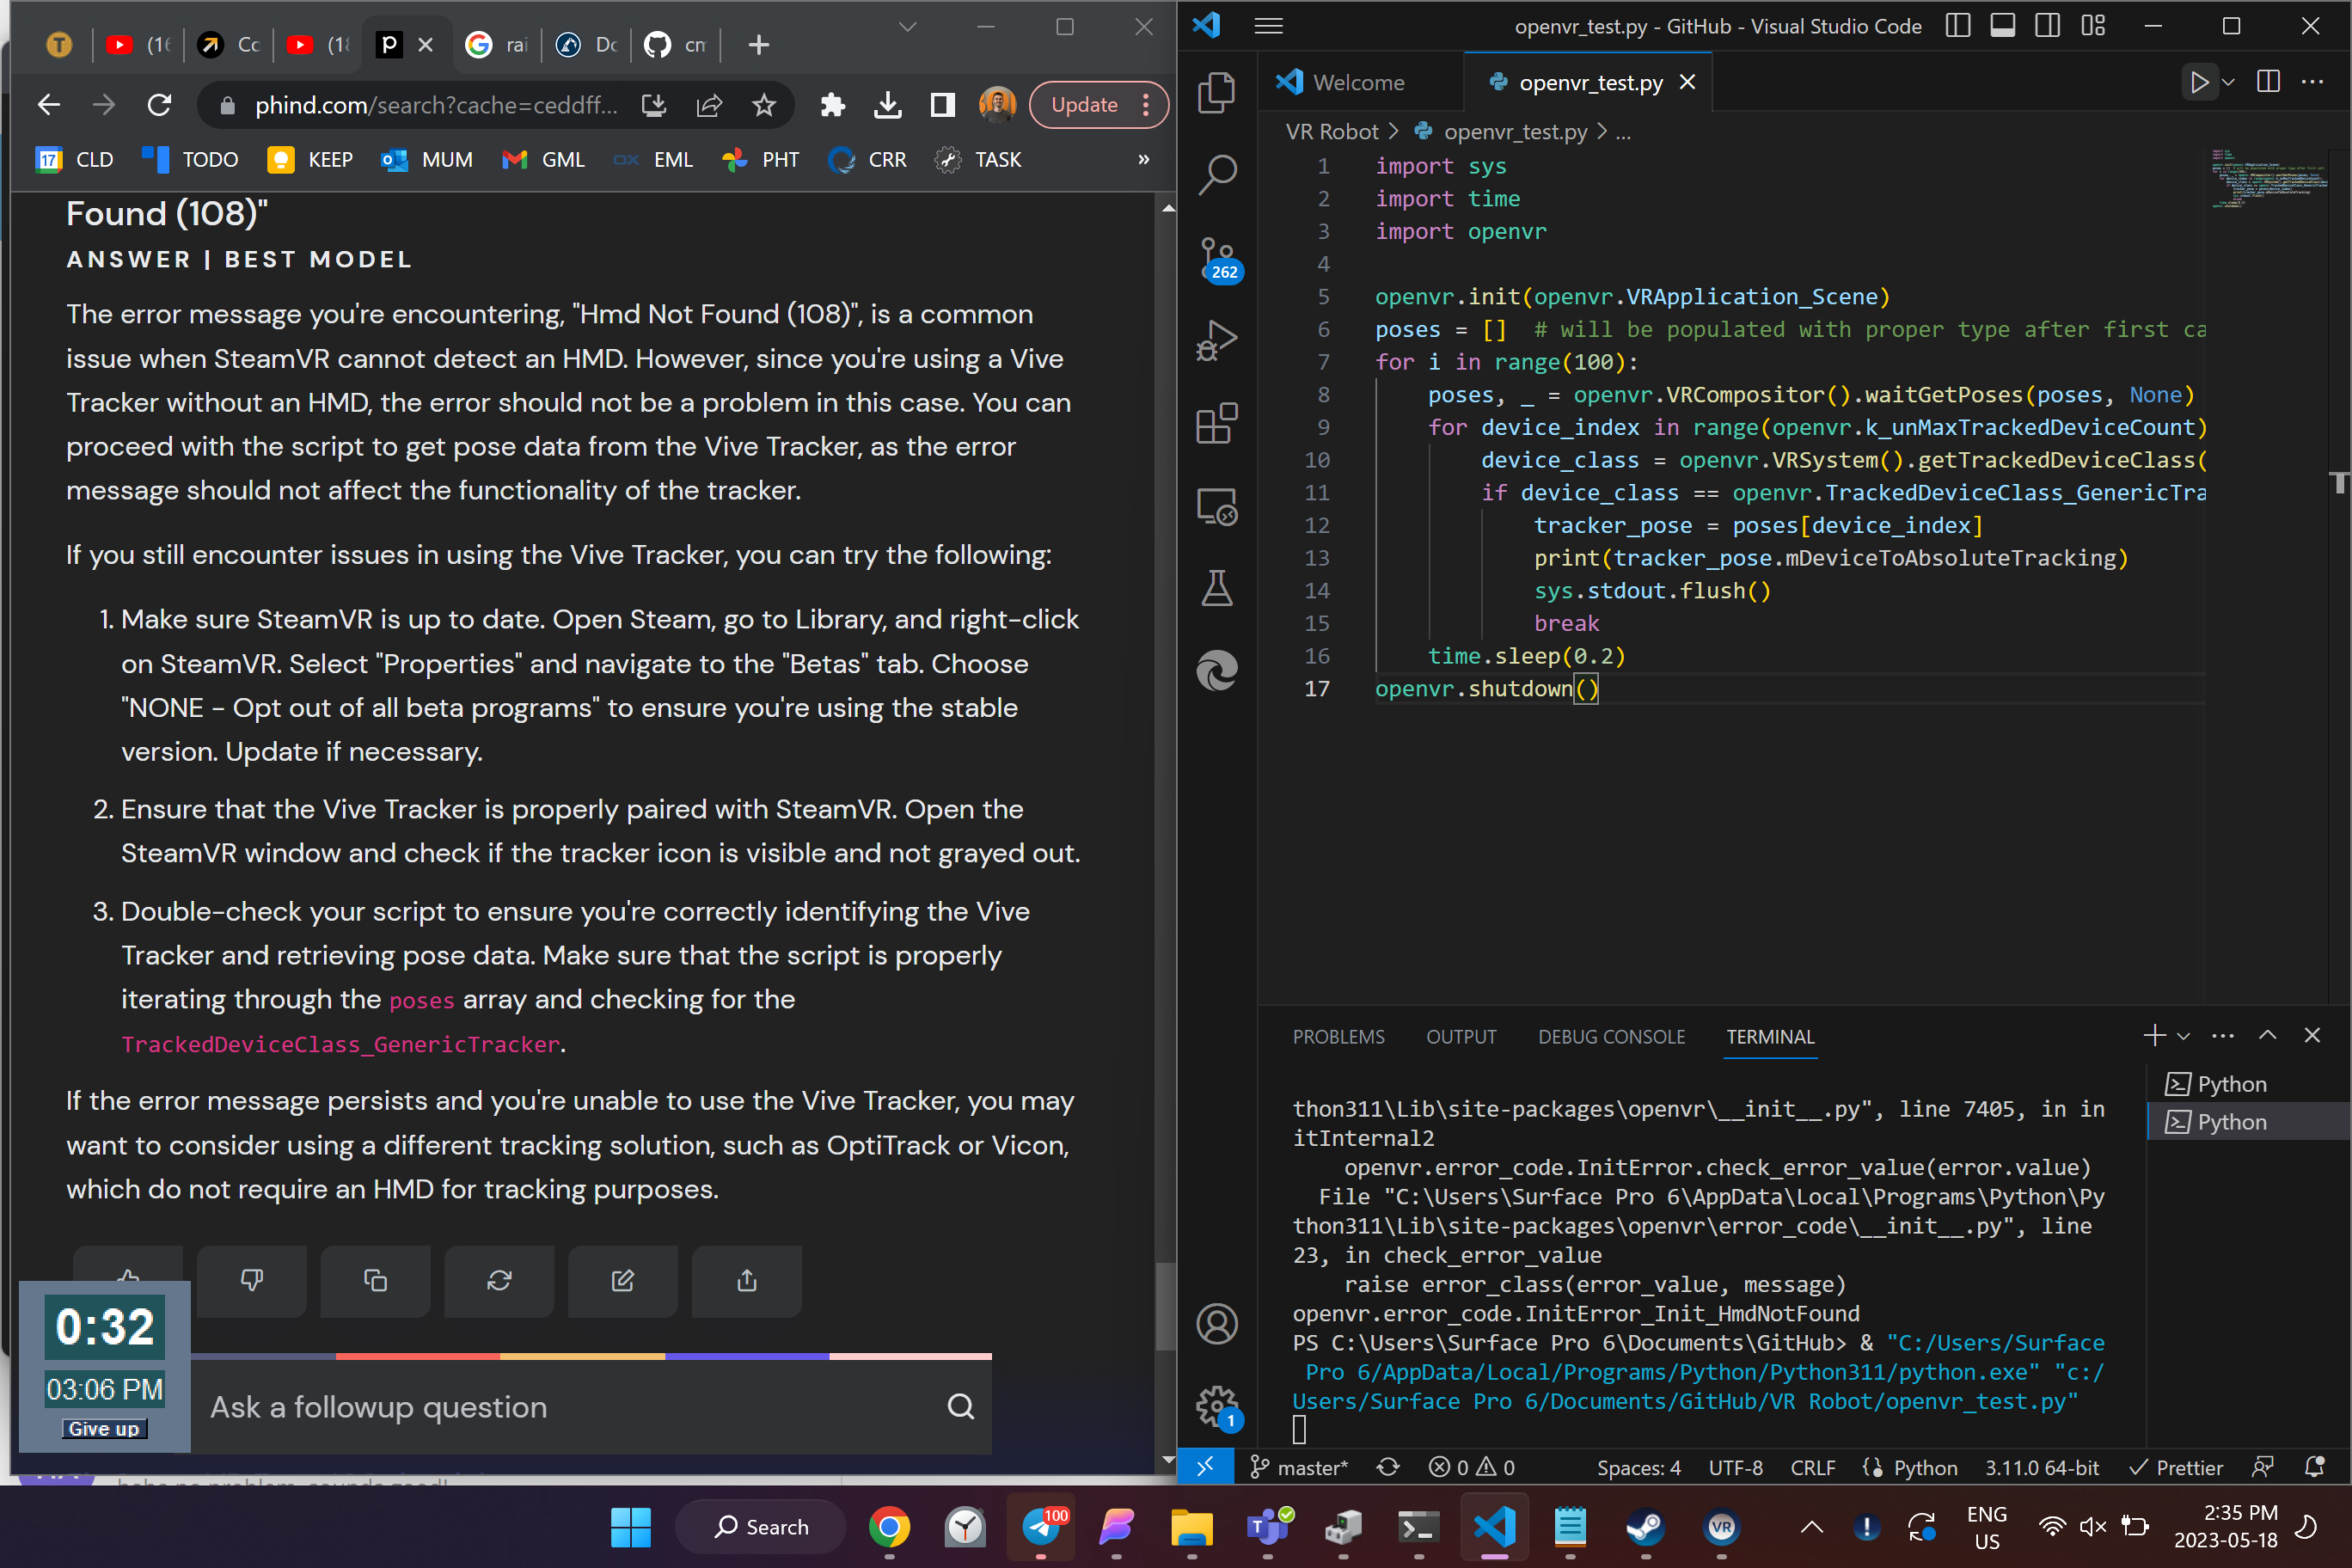 (16
Co
(18
rai
Do
cm
phind.com/search?cache=ceddff...
Update
17 CLD
TODO
KEEP
MUM
GML
EML
PHT
CRR
TASK
»
Found (108)"
ANSWER | BEST MODEL
The error message you're encountering, "Hmd Not Found (108)", is a common
issue when SteamVR cannot detect an HMD. However, since you're using a Vive
Tracker without an HMD, the error should not be a problem in this case. You can
proceed with the script to get pose data from the Vive Tracker, as the error
message should not affect the functionality of the tracker.
If you still encounter issues in using the Vive Tracker, you can try the following:
1. Make sure SteamVR is up to date. Open Steam, go to Library, and right-click
on SteamVR. Select "Properties" and navigate to the "Betas" tab. Choose
"NONE - Opt out of all beta programs" to ensure you're using the stable
version. Update if necessary.
2. Ensure that the Vive Tracker is properly paired with SteamVR. Open the
SteamVR window and check if the tracker icon is visible and not grayed out.
3. Double-check your script to ensure you're correctly identifying the Vive
Tracker and retrieving pose data. Make sure that the script is properly
iterating through the poses array and checking for the
TrackedDeviceClass_GenericTracker.
If the error message persists and you're unable to use the Vive Tracker, you may
want to consider using a different tracking solution, such as OptiTrack or Vicon,
which do not require an HMD for tracking purposes.
0:32
03:06 PM
Give up
Ask a followup question
openvr_test.py - GitHub - Visual Studio Code
Welcome
openvr_test.py
VR Robot > openvr_test.py > ...
262
1 import sys
2 import time
3 import openvr
4
5 openvr.init(openvr.VRApplication_Scene)
6 poses = []  # will be populated with proper type after first ca
7 for i in range(100):
8     poses, _ = openvr.VRCompositor().waitGetPoses(poses, None)
9     for device_index in range(openvr.k_unMaxTrackedDeviceCount)
10         device_class = openvr.VRSystem().getTrackedDeviceClass(
11         if device_class == openvr.TrackedDeviceClass_GenericTra
12             tracker_pose = poses[device_index]
13             print(tracker_pose.mDeviceToAbsoluteTracking)
14             sys.stdout.flush()
15             break
16     time.sleep(0.2)
17 openvr.shutdown()
PROBLEMS
OUTPUT
DEBUG CONSOLE
TERMINAL
Python
Python
thon311\Lib\site-packages\openvr\__init__.py", line 7405, in in
itInternal2
    openvr.error_code.InitError.check_error_value(error.value)
  File "C:\Users\Surface Pro 6\AppData\Local\Programs\Python\Py
thon311\Lib\site-packages\openvr\error_code\__init__.py", line
23, in check_error_value
    raise error_class(error_value, message)
openvr.error_code.InitError_Init_HmdNotFound
PS C:\Users\Surface Pro 6\Documents\GitHub> & "C:/Users/Surface
 Pro 6/AppData/Local/Programs/Python/Python311/python.exe" "c:/
Users/Surface Pro 6/Documents/GitHub/VR Robot/openvr_test.py"
1
master*
0
0
Spaces: 4
UTF-8
CRLF
Python
3.11.0 64-bit
Prettier
Search
100
VR
ENG
US
2:35 PM
2023-05-18